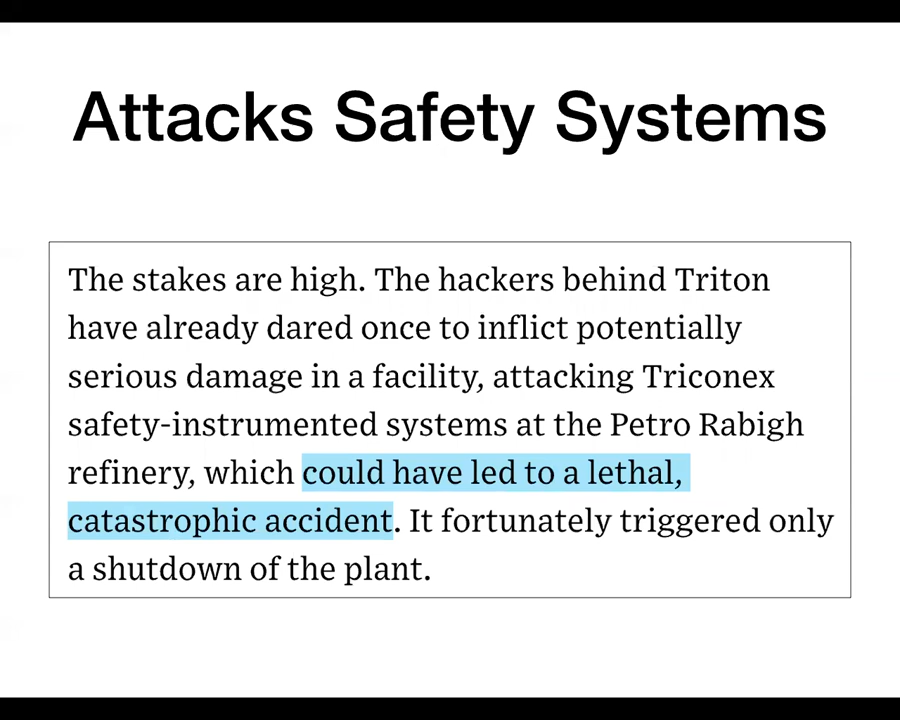 Attacks Safety Systems
The stakes are high. The hackers behind Triton
have already dared once to inflict potentially
serious damage in a facility, attacking Triconex
safety-instrumented systems at the Petro Rabigh
refinery, which could have led to a lethal,
catastrophic accident. It fortunately triggered only
a shutdown of the plant.